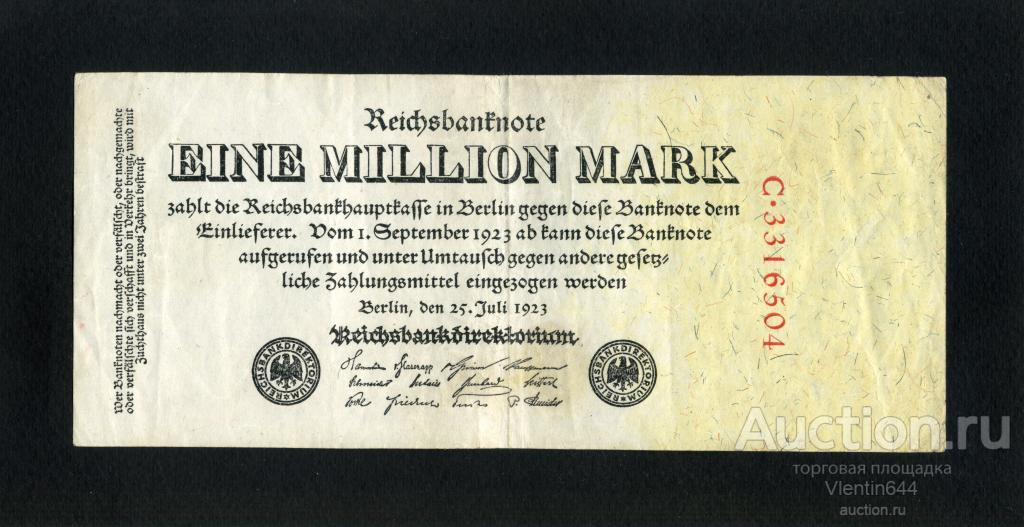 Wer Banknoten nachmacht oder verfälscht, oder nachgemachte
oder verfälschte sich verschafft und in Verkehr bringt, wird mit
Zuchthaus nicht unter zwei Jahren bestraft
Reichsbanknote
EINE MILLION MARK
zahlt die Reichsbankhauptkasse in Berlin gegen diese Banknote dem
Einlieferer. Vom 1. September 1923 ab kann diese Banknote
aufgerufen und unter Umtausch gegen andere gesetz-
liche Zahlungsmittel eingezogen werden
Berlin, den 25. Juli 1923
Reichsbankdirektorium
REICHSBANKDIREKTORIUM
REICHSBANKDIREKTORIUM
C·3316504
Auction.ru
торговая площадка
Vlentin644
auction.ru